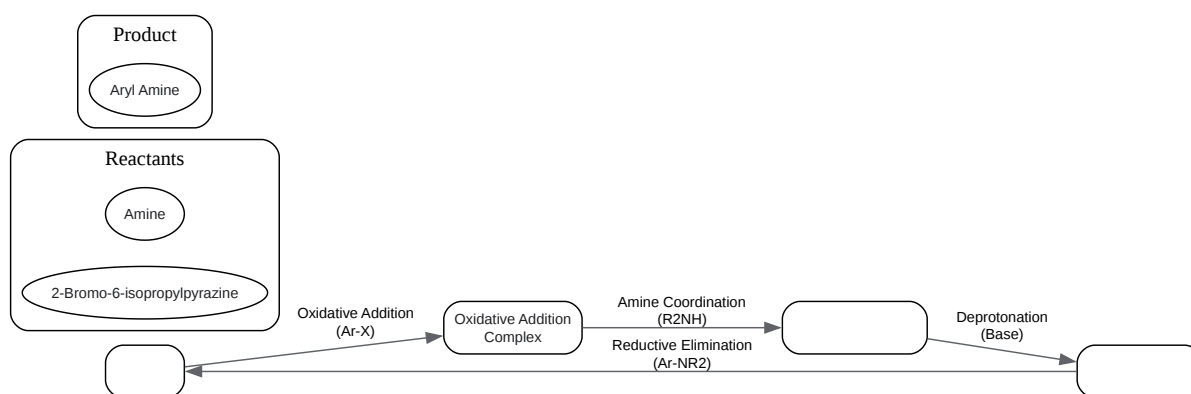 Product
Aryl Amine
Reactants
Amine
2-Bromo-6-isopropylpyrazine
Oxidative Addition
(Ar-X)
Oxidative Addition
Complex
Amine Coordination
(R2NH)
Reductive Elimination
(Ar-NR2)
Deprotonation
(Base)